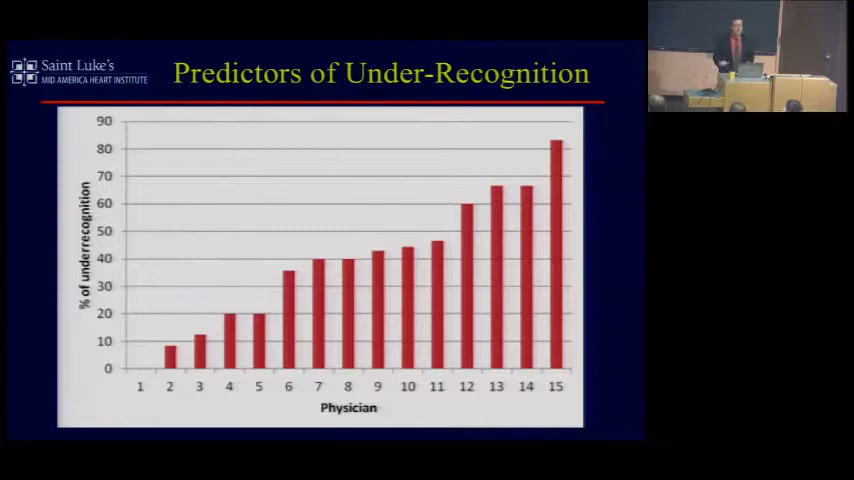 Saint Luke's
MID AMERICA HEART INSTITUTE
Predictors of Under-Recognition
90
80
70
60
50
40
30
20
10
0
% of underrecognition
1 2 3 4 5 6 7 8 9 10 11 12 13 14 15
Physician